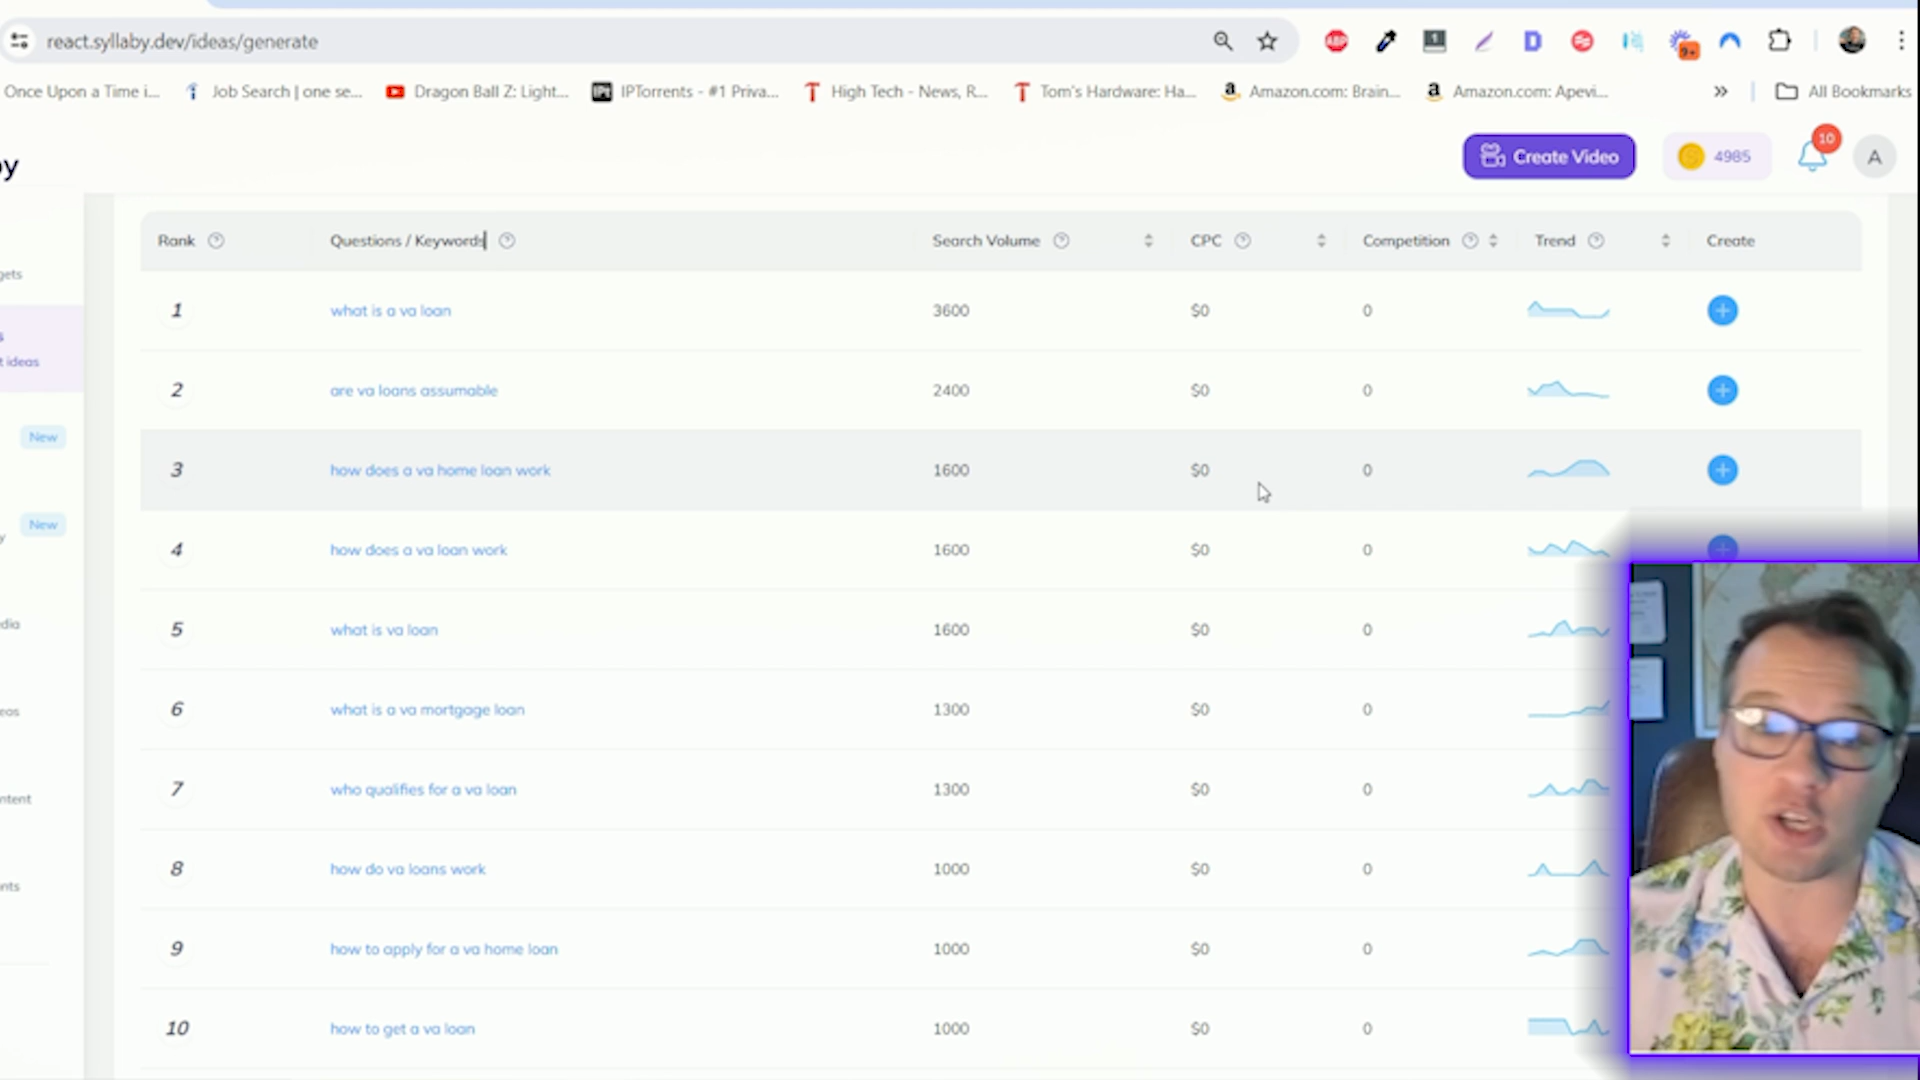 react.syllaby.dev/ideas/generate
1
9+
Once Upon a Time i... Job Search | one se... Dragon Ball Z: Light... IPTorrents - #1 Priva... High Tech - News, R... Tom's Hardware: Ha... Amazon.com: Brain... Amazon.com: Apevi... » All Bookmarks
by Create Video 4985 10 A
Rank Questions / Keywords Search Volume CPC Competition Trend Create
gets
1 what is a va loan 3600 $0 0
s
t ideas
2 are va loans assumable 2400 $0 0
New
3 how does a va home loan work 1600 $0 0
New
y
4 how does a va loan work 1600 $0 0
dia
5 what is va loan 1600 $0 0
eos
6 what is a va mortgage loan 1300 $0 0
7 who qualifies for a va loan 1300 $0 0
ntent
8 how do va loans work 1000 $0 0
nts
9 how to apply for a va home loan 1000 $0 0
10 how to get a va loan 1000 $0 0